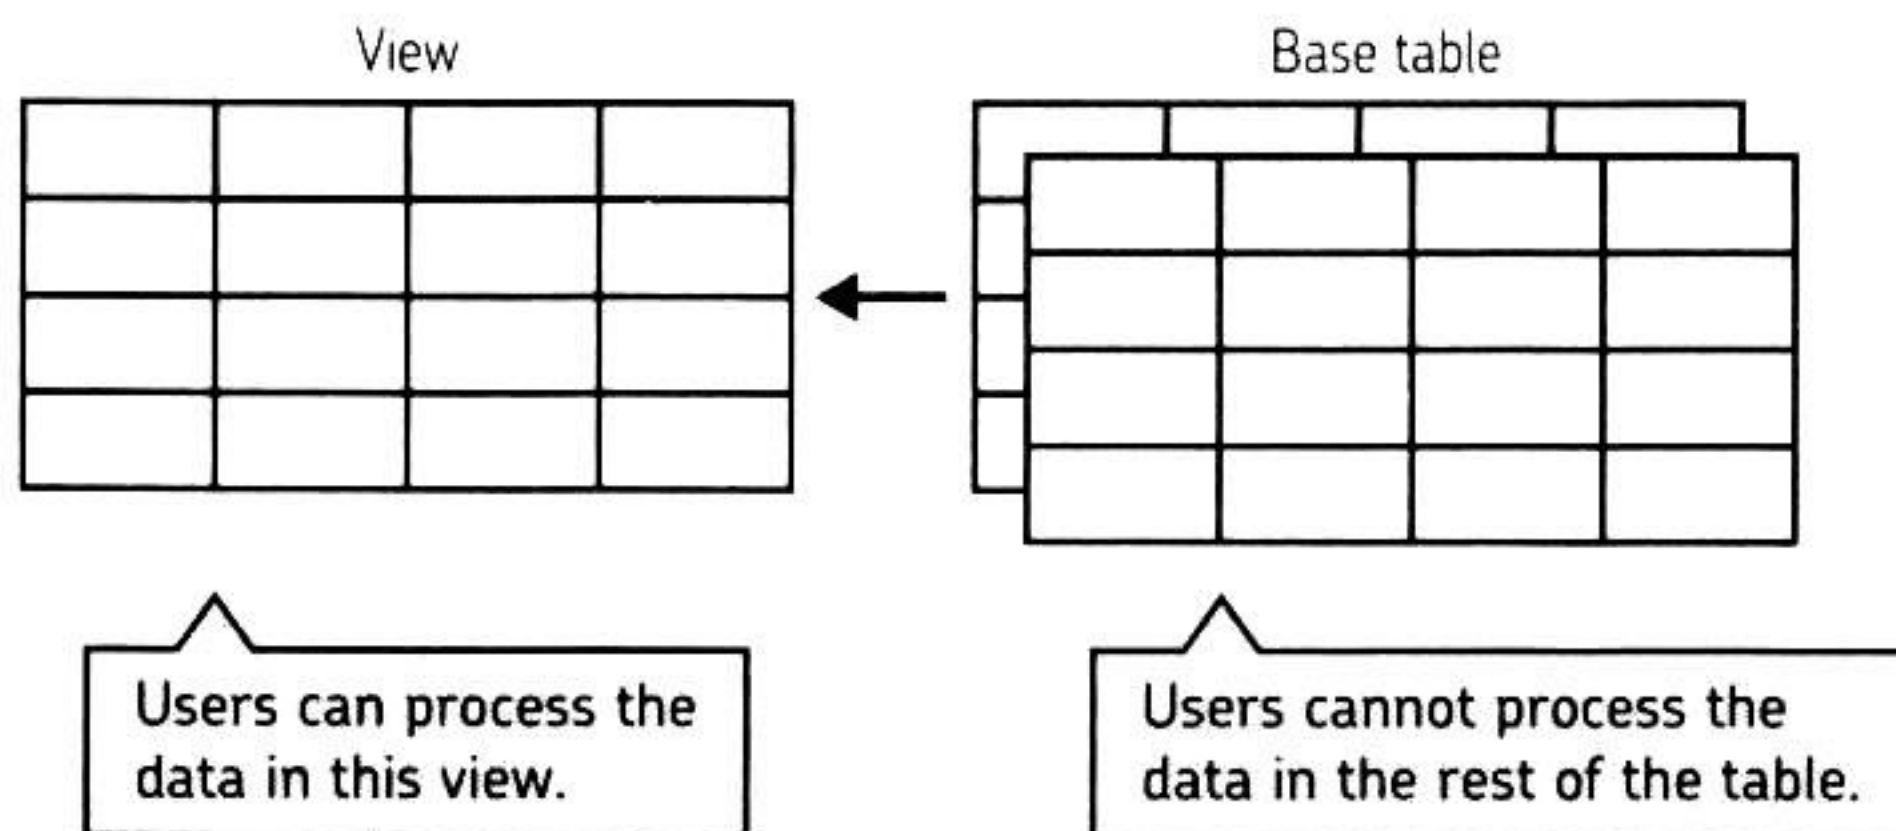 View
Base table
Users can process the
data in this view.
Users cannot process the
data in the rest of the table.